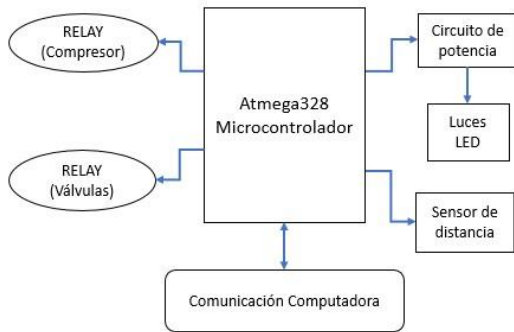 RELAY
(Compresor)
Atmega328
Microcontrolador
Circuito de
potencia
Luces
LED
RELAY
(Válvulas)
Sensor de
distancia
Comunicación Computadora